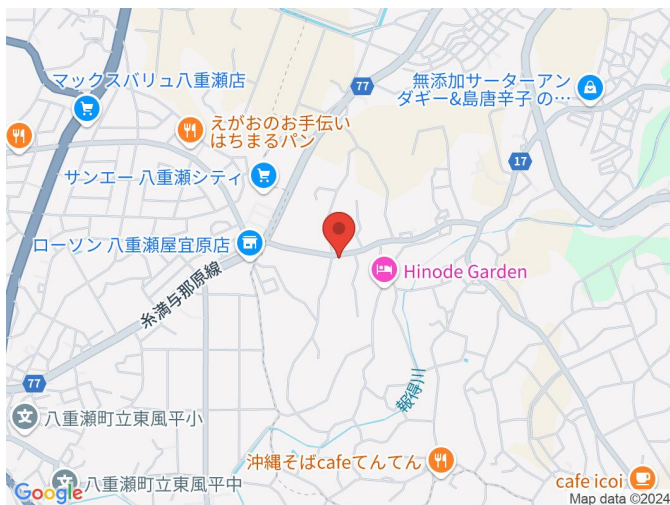 マックスバリュ八重瀬店
77
無添加サーターアン
ダギー&島唐辛子 の…
えがおのお手伝い
はちまるパン
17
サンエー 八重瀬シティ
ローソン 八重瀬屋宜原店
Hinode Garden
糸満与那原線
77
報得川
八重瀬町立東風平小
沖縄そばcafeてんてん
八重瀬町立東風平中
cafe icoi
Google
Map data ©2024